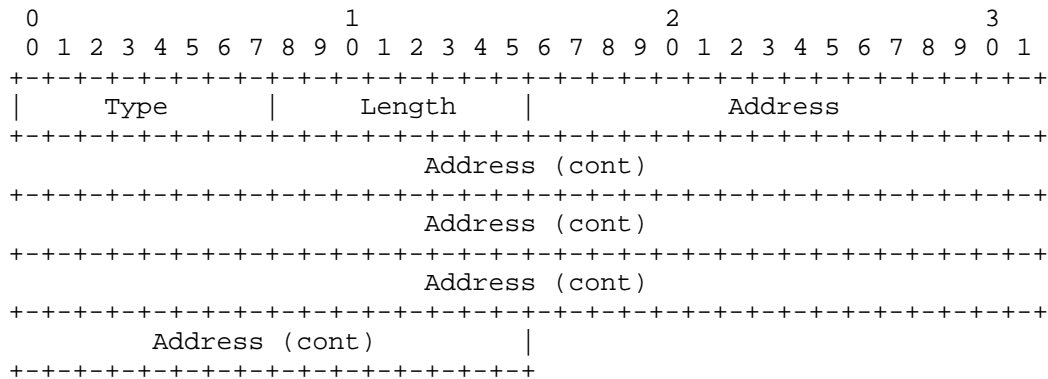 0                   1                   2                   3
 0 1 2 3 4 5 6 7 8 9 0 1 2 3 4 5 6 7 8 9 0 1 2 3 4 5 6 7 8 9 0 1
+-+-+-+-+-+-+-+-+-+-+-+-+-+-+-+-+-+-+-+-+-+-+-+-+-+-+-+-+-+-+-+-+
|     Type      |    Length     |            Address
+-+-+-+-+-+-+-+-+-+-+-+-+-+-+-+-+-+-+-+-+-+-+-+-+-+-+-+-+-+-+-+-+
                         Address (cont)
+-+-+-+-+-+-+-+-+-+-+-+-+-+-+-+-+-+-+-+-+-+-+-+-+-+-+-+-+-+-+-+-+
                         Address (cont)
+-+-+-+-+-+-+-+-+-+-+-+-+-+-+-+-+-+-+-+-+-+-+-+-+-+-+-+-+-+-+-+-+
                         Address (cont)
+-+-+-+-+-+-+-+-+-+-+-+-+-+-+-+-+-+-+-+-+-+-+-+-+-+-+-+-+-+-+-+-+
        Address (cont)          |
+-+-+-+-+-+-+-+-+-+-+-+-+-+-+-+-+